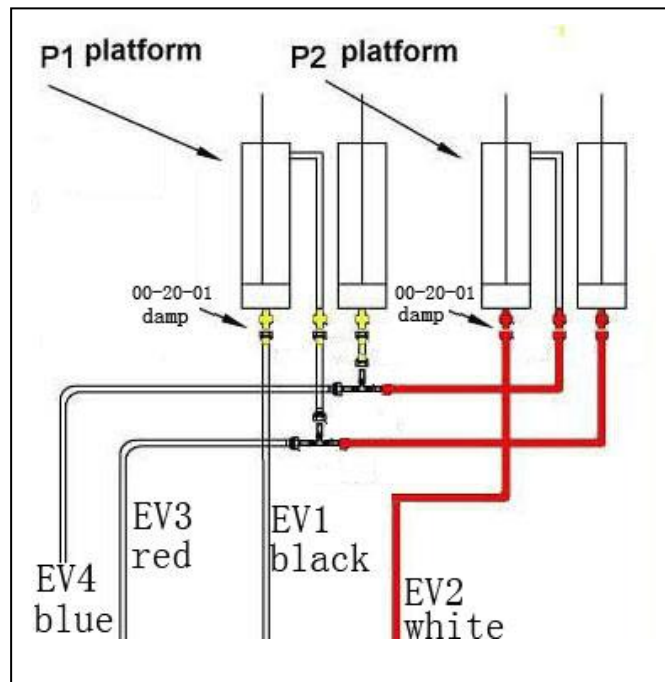 P1 platform
P2 platform
00-20-01
damp
00-20-01
damp
EV3
red
EV1
black
EV4
blue
EV2
white